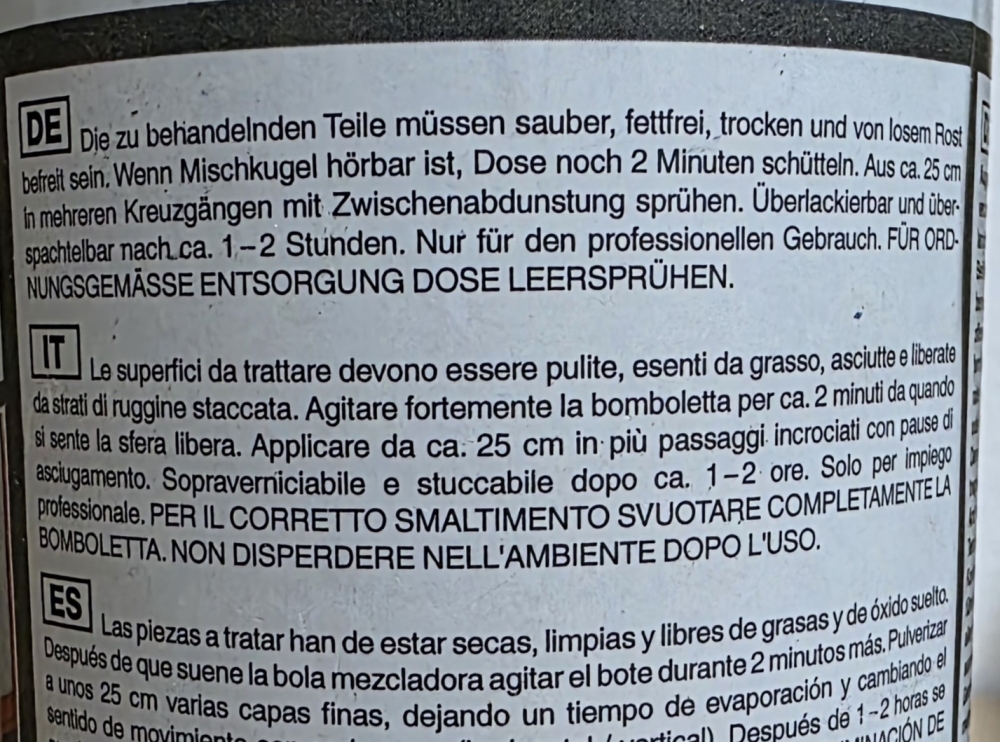 DE Die zu behandelnden Teile müssen sauber, fettfrei, trocken und von losem Rost
befreit sein. Wenn Mischkugel hörbar ist, Dose noch 2 Minuten schütteln. Aus ca. 25 cm
in mehreren Kreuzgängen mit Zwischenabdunstung sprühen. Überlackierbar und über-
spachtelbar nach ca. 1–2 Stunden. Nur für den professionellen Gebrauch. FÜR ORD-
NUNGSGEMÄSSE ENTSORGUNG DOSE LEERSPRÜHEN.
IT Le superfici da trattare devono essere pulite, esenti da grasso, asciutte e liberate
da strati di ruggine staccata. Agitare fortemente la bomboletta per ca. 2 minuti da quando
si sente la sfera libera. Applicare da ca. 25 cm in più passaggi incrociati con pause di
asciugamento. Sopraverniciabile e stuccabile dopo ca. 1–2 ore. Solo per impiego
professionale. PER IL CORRETTO SMALTIMENTO SVUOTARE COMPLETAMENTE LA
BOMBOLETTA. NON DISPERDERE NELL'AMBIENTE DOPO L'USO.
ES Las piezas a tratar han de estar secas, limpias y libres de grasas y de óxido suelto.
Después de que suene la bola mezcladora agitar el bote durante 2 minutos más. Pulverizar
a unos 25 cm varias capas finas, dejando un tiempo de evaporación y cambiando el
sentido de movimiento vertical). Después de 1–2 horas se
DE